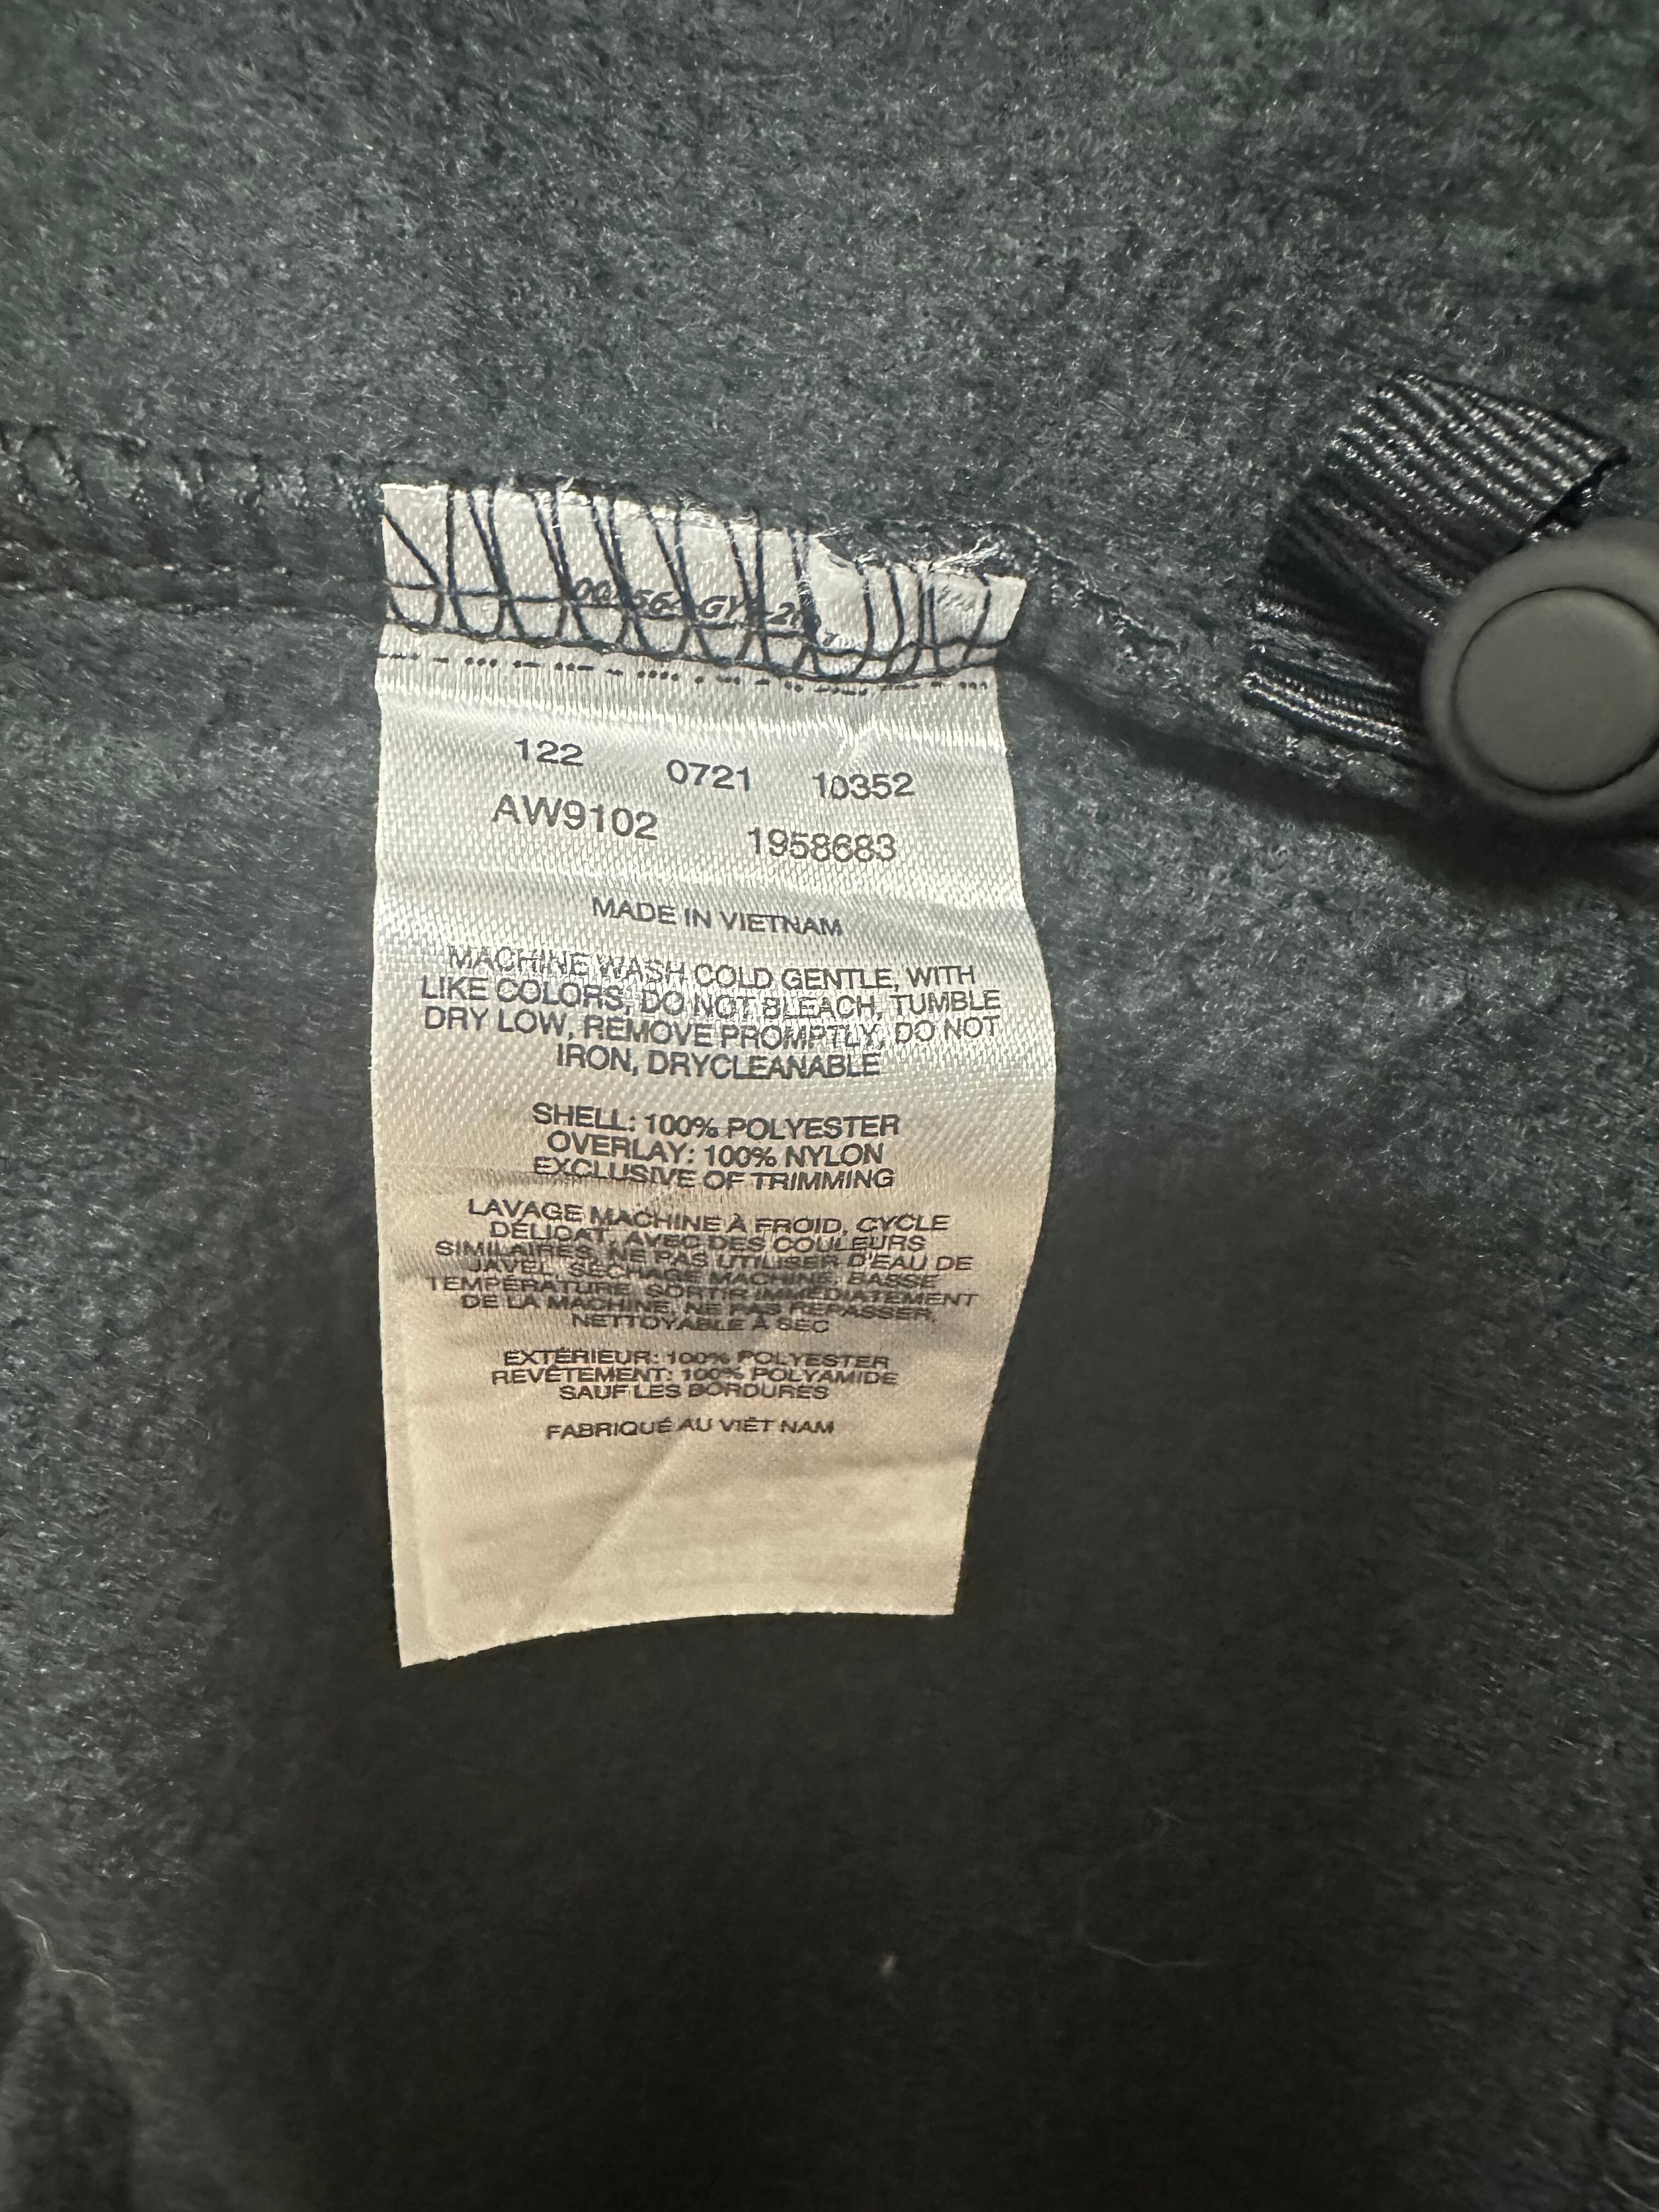 122 0721 10352
AW9102 1958683
MADE IN VIETNAM
MACHINE WASH COLD GENTLE, WITH
LIKE COLORS, DO NOT BLEACH, TUMBLE
DRY LOW, REMOVE PROMPTLY, DO NOT
IRON, DRYCLEANABLE
SHELL: 100% POLYESTER
OVERLAY: 100% NYLON
EXCLUSIVE OF TRIMMING
LAVAGE MACHINE À FROID, CYCLE
DÉLICAT, AVEC DES COULEURS
SIMILAIRES, NE PAS UTILISER D'EAU DE
JAVEL, SÉCHAGE MACHINE, BASSE
TEMPÉRATURE, SORTIR IMMÉDIATEMENT
DE LA MACHINE, NE PAS REPASSER,
NETTOYABLE À SEC
EXTÉRIEUR: 100% POLYESTER
REVÊTEMENT: 100% POLYAMIDE
SAUF LES BORDURES
FABRIQUÉ AU VIÊT NAM